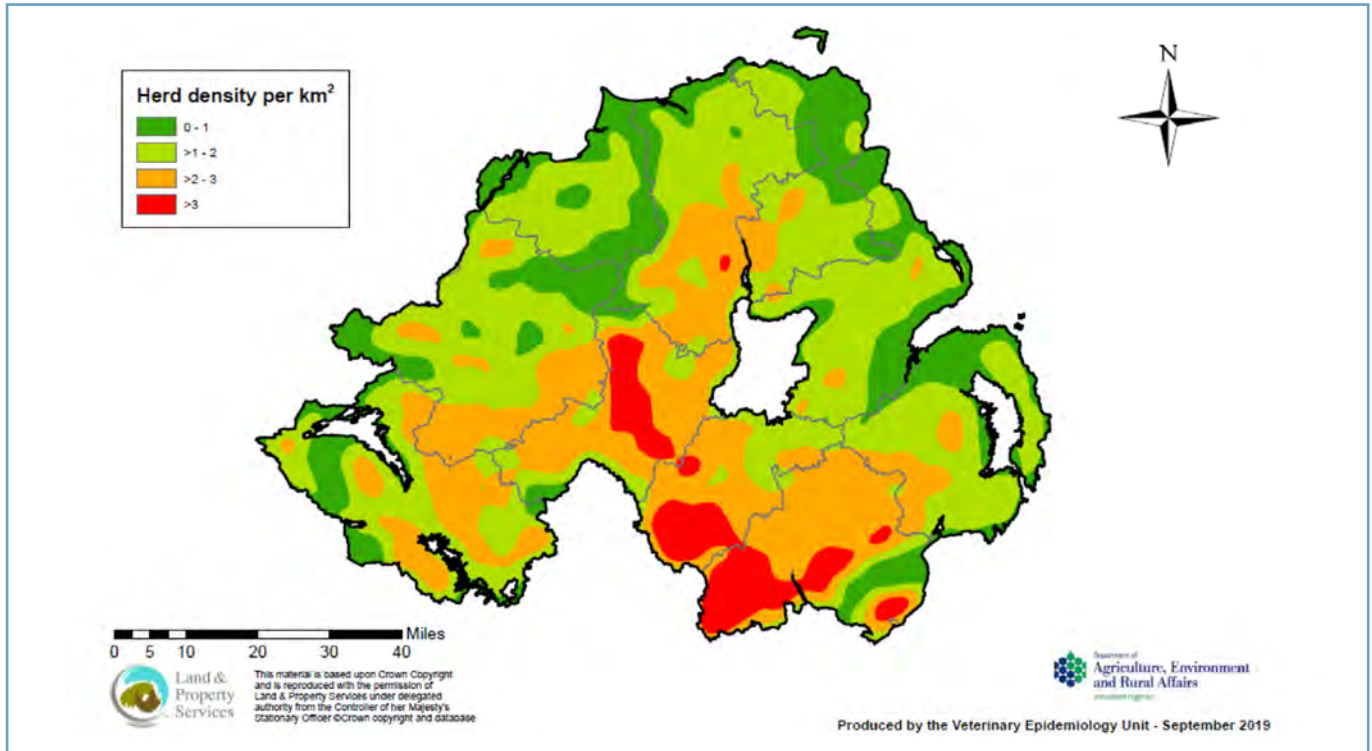 Herd density per km²
0 - 1
>1 - 2
>2 - 3
>3
N
Miles
0 5 10 20 30 40
Land &
Property
Services
This material is based upon Crown Copyright
and is reproduced with the permission of
Land & Property Services under delegated
authority from the Controller of her Majesty's
Stationary Officer ©Crown copyright and database
Department of
Agriculture, Environment
and Rural Affairs
Produced by the Veterinary Epidemiology Unit - September 2019